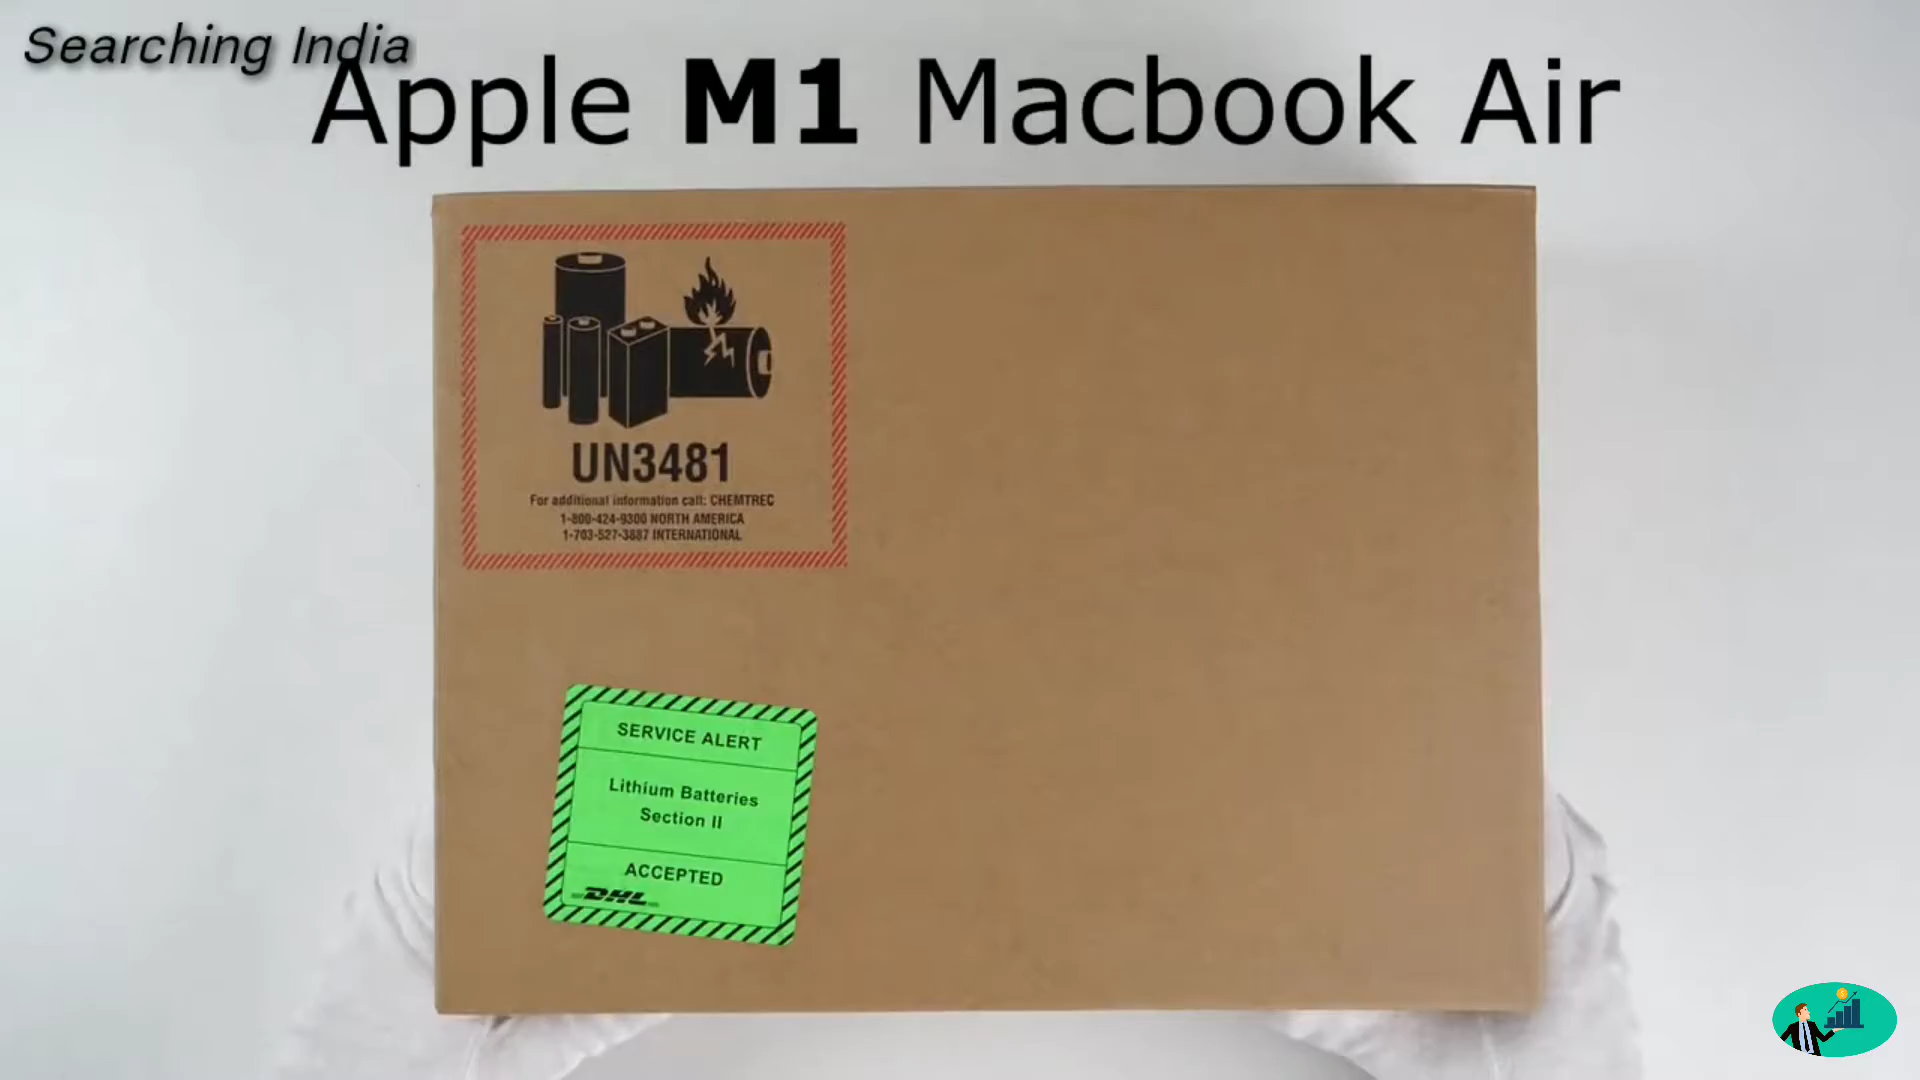 Searching India
Apple M1 Macbook Air
UN3481
For additional information call: CHEMTREC
1-800-424-9300 NORTH AMERICA
1-703-527-3887 INTERNATIONAL
SERVICE ALERT
Lithium Batteries
Section II
ACCEPTED
DHL